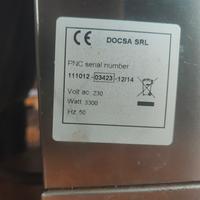 CE DOCSA SRL
PNC serial number
111012-03423-12/14
Volt ac 230
Watt 3300
Hz 50